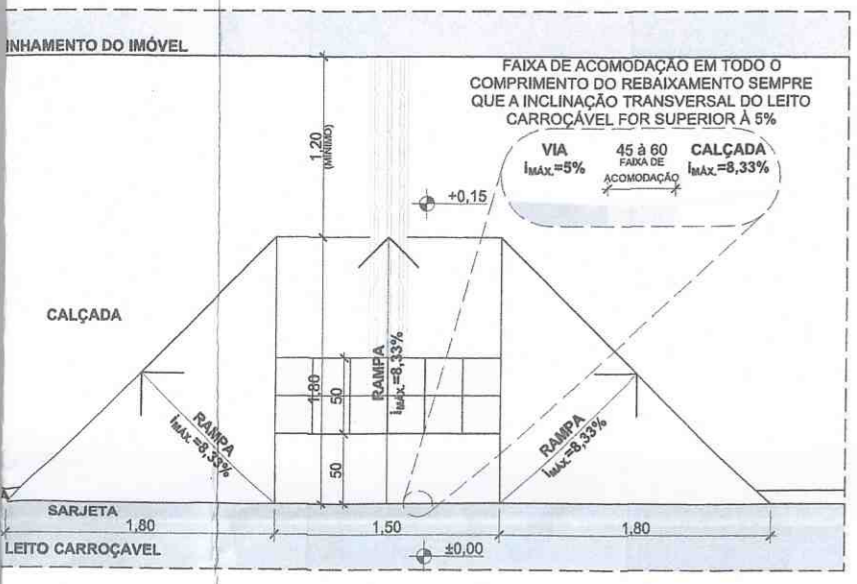 INHAMENTO DO IMÓVEL
FAIXA DE ACOMODAÇÃO EM TODO O
COMPRIMENTO DO REBAIXAMENTO SEMPRE
QUE A INCLINAÇÃO TRANSVERSAL DO LEITO
CARROÇÁVEL FOR SUPERIOR À 5%
VIA
iMÁX.=5%
45 à 60
FAIXA DE
ACOMODAÇÃO
CALÇADA
iMÁX.=8,33%
1,20
(MÍNIMO)
+0,15
CALÇADA
RAMPA
iMÁX.=8,33%
1,80
50
50
RAMPA
iMÁX.=8,33%
RAMPA
iMÁX.=8,33%
SARJETA
1,80
1,50
1,80
LEITO CARROÇAVEL
±0,00